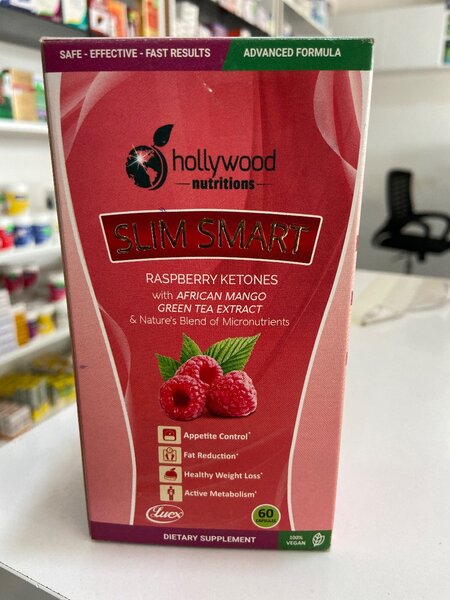 SAFE - EFFECTIVE - FAST RESULTS
ADVANCED FORMULA
hollywood
nutritions
SLIM SMART
RASPBERRY KETONES
with AFRICAN MANGO
GREEN TEA EXTRACT
& Nature's Blend of Micronutrients
Appetite Control*
Fat Reduction*
Healthy Weight Loss*
Active Metabolism*
Lucx
60
CAPSULES
DIETARY SUPPLEMENT
100%
VEGAN